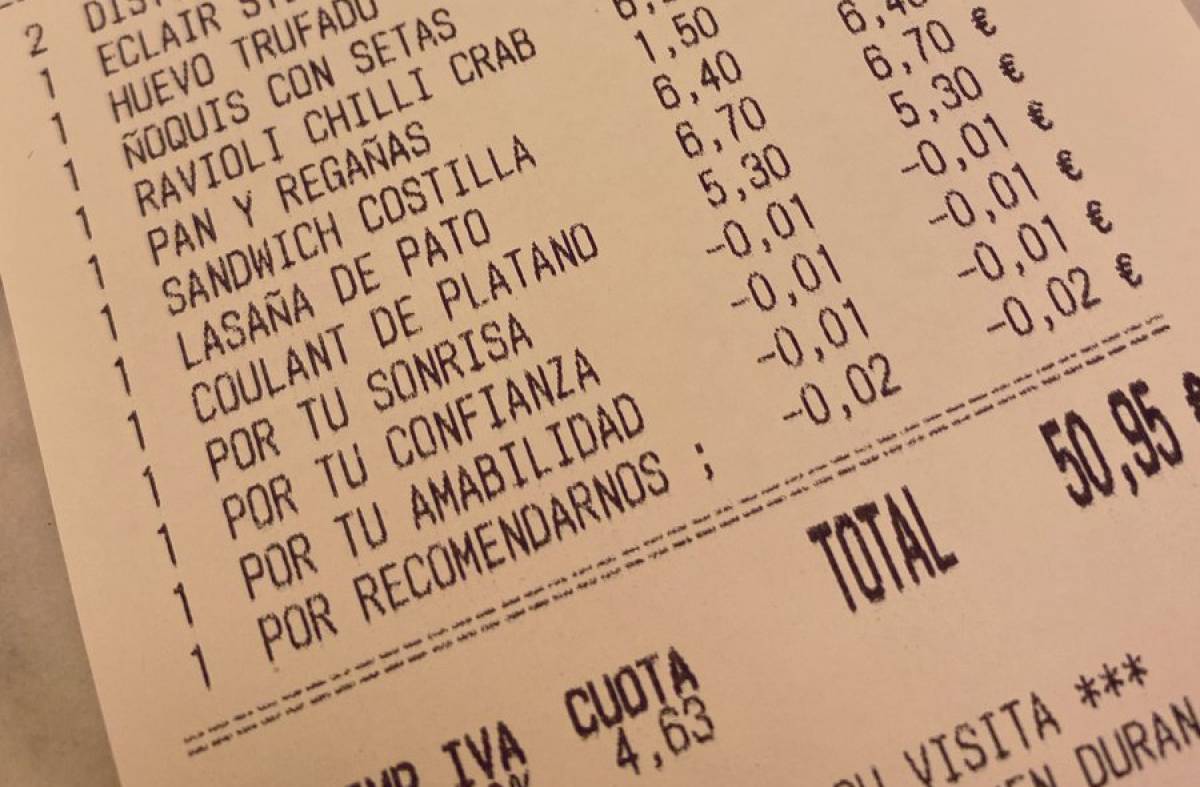 2
1 ECLAIR
1 HUEVO TRUFADO
1 ÑOQUIS CON SETAS
1 RAVIOLI CHILLI CRAB
1 PAN Y REGAÑAS 1,50
1 SANDWICH COSTILLA 6,40
1 LASAÑA DE PATO 6,70 6,70 €
1 COULANT DE PLATANO 5,30 5,30 €
1 POR TU SONRISA -0,01 -0,01 €
1 POR TU CONFIANZA -0,01 -0,01 €
1 POR TU AMABILIDAD -0,01 -0,01 €
1 POR RECOMENDARNOS ; -0,02 -0,02 €
TOTAL 50,95 €
IVA CUOTA
4,63
VISITA ***
DURAN